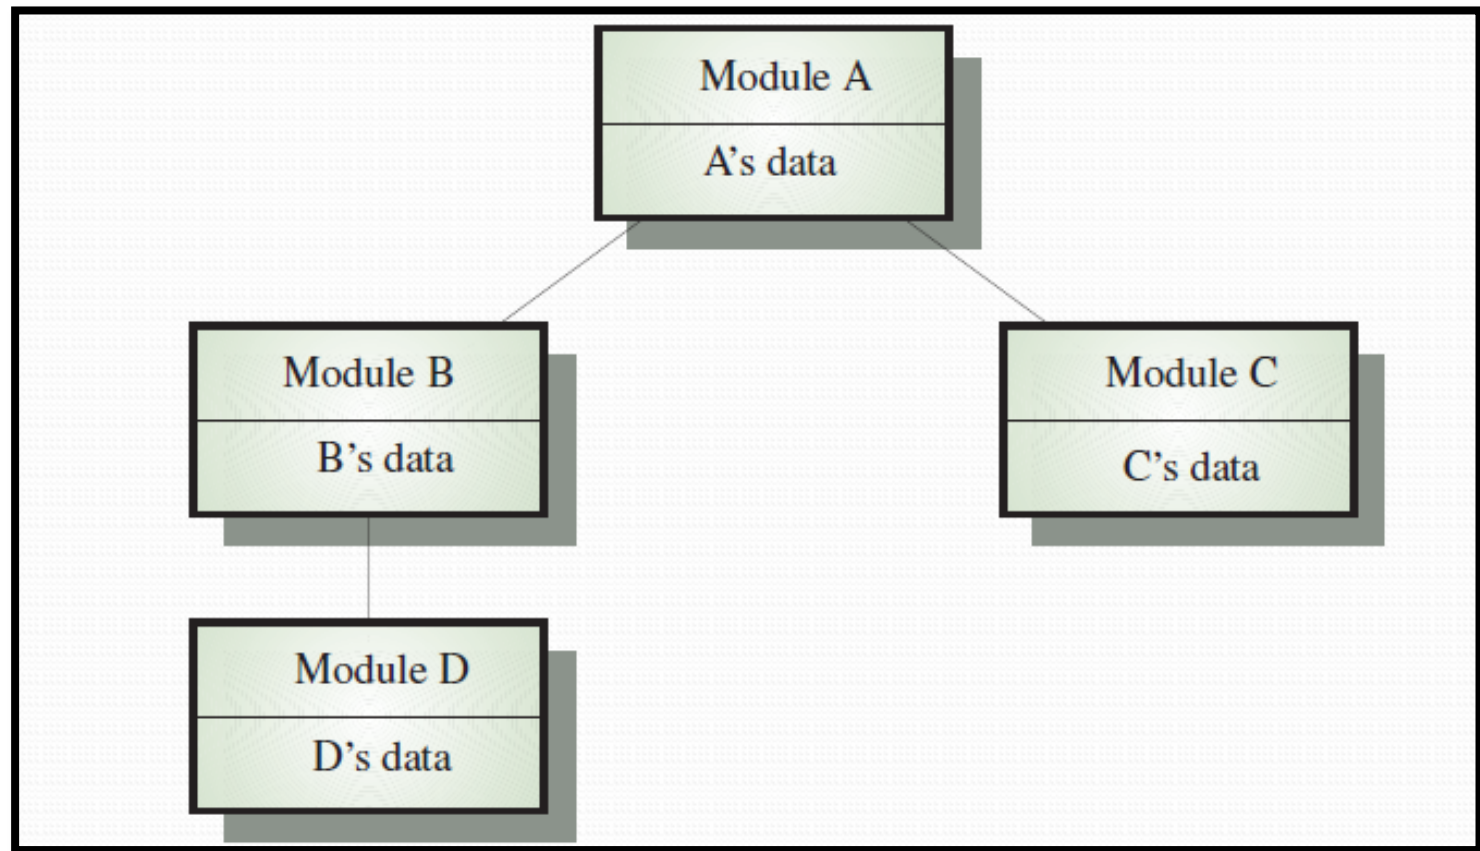 Module A
A’s data
Module B
Module C
B’s data
C’s data
Module D
D’s data